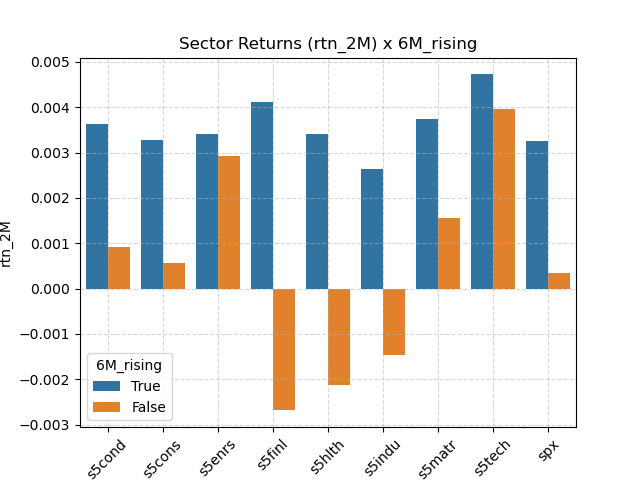 Sector Returns (rtn_2M) x 6M_rising
0.005
0.004
0.003
0.002
0.001
0.000
−0.001
−0.002
−0.003
rtn_2M
6M_rising
True
False
s5cond
s5cons
s5enrs
s5finl
s5hlth
s5indu
s5matr
s5tech
spx